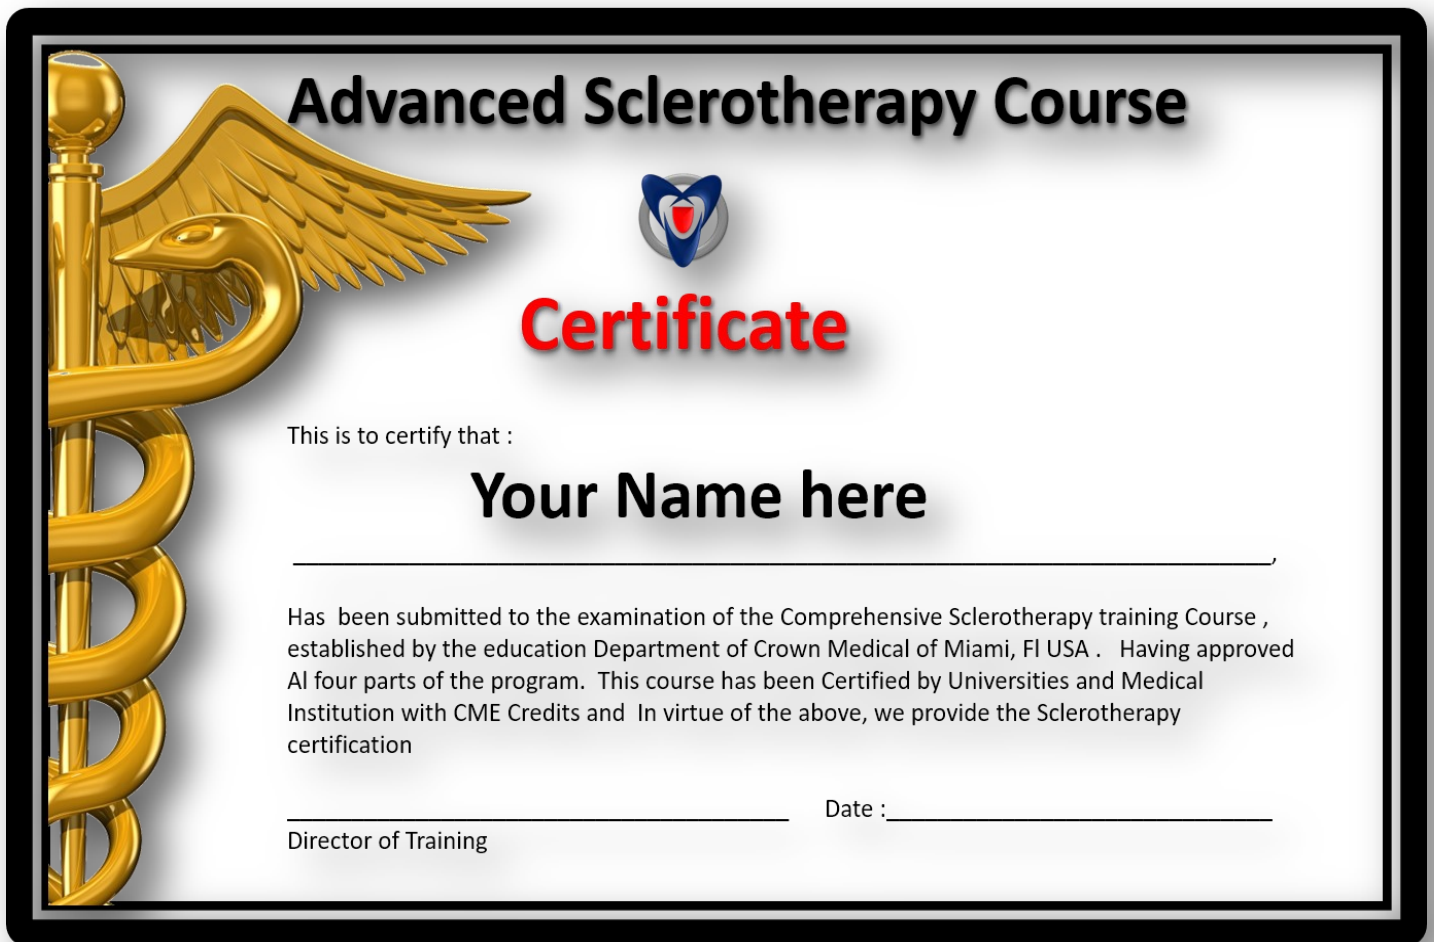 Advanced Sclerotherapy Course
Certificate
This is to certify that :
Your Name here
______________________________________________________________________________,
Has  been submitted to the examination of the Comprehensive Sclerotherapy training Course ,
established by the education Department of Crown Medical of Miami, Fl USA .   Having approved
Al four parts of the program.  This course has been Certified by Universities and Medical
Institution with CME Credits and  In virtue of the above, we provide the Sclerotherapy
certification
________________________________________   Date :_______________________________
Director of Training